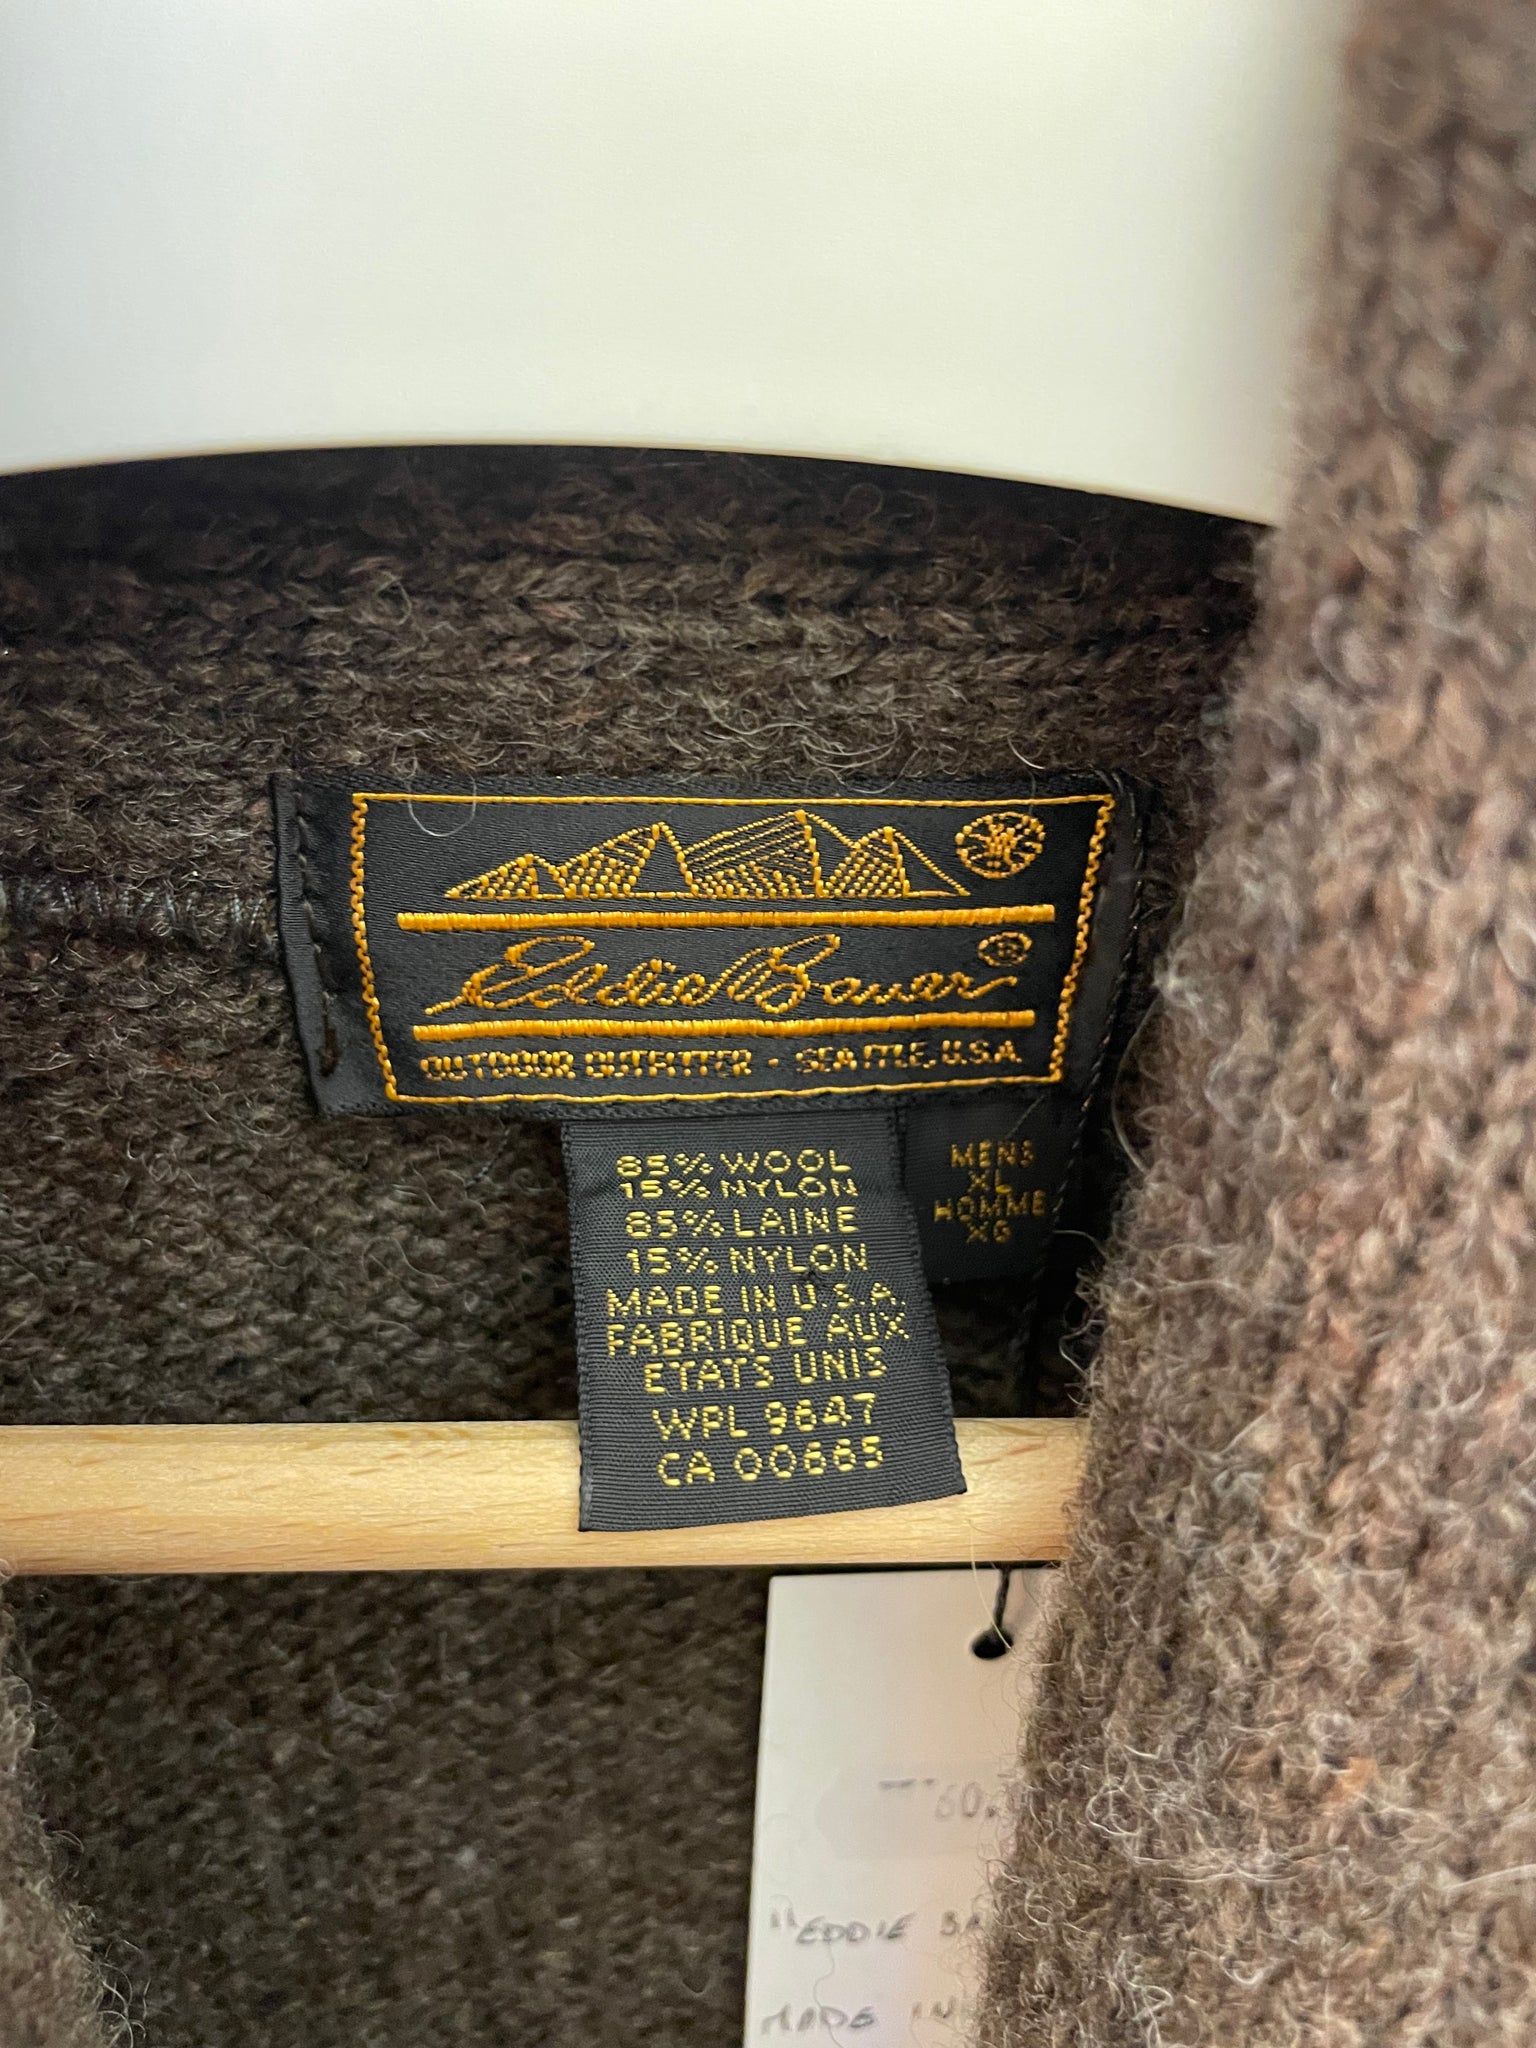 Eddie Bauer ®
OUTDOOR OUTFITTER · SEATTLE, U.S.A.
85% WOOL
15% NYLON
85% LAINE
15% NYLON
MADE IN U.S.A.
FABRIQUE AUX
ETATS UNIS
WPL 9647
CA 00665
MENS
XL
HOMME
XG
"EDDIE
MADE IN